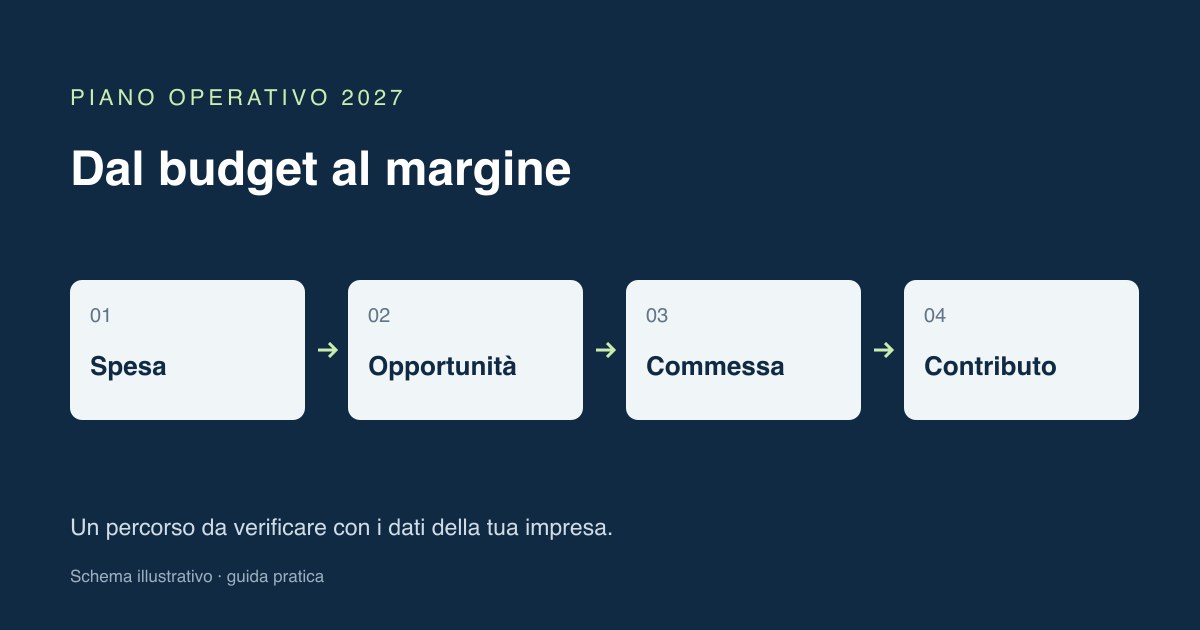 PIANO OPERATIVO 2027
Dal budget al margine
01
Spesa
02
Opportunità
03
Commessa
04
Contributo
Un percorso da verificare con i dati della tua impresa.
Schema illustrativo · guida pratica